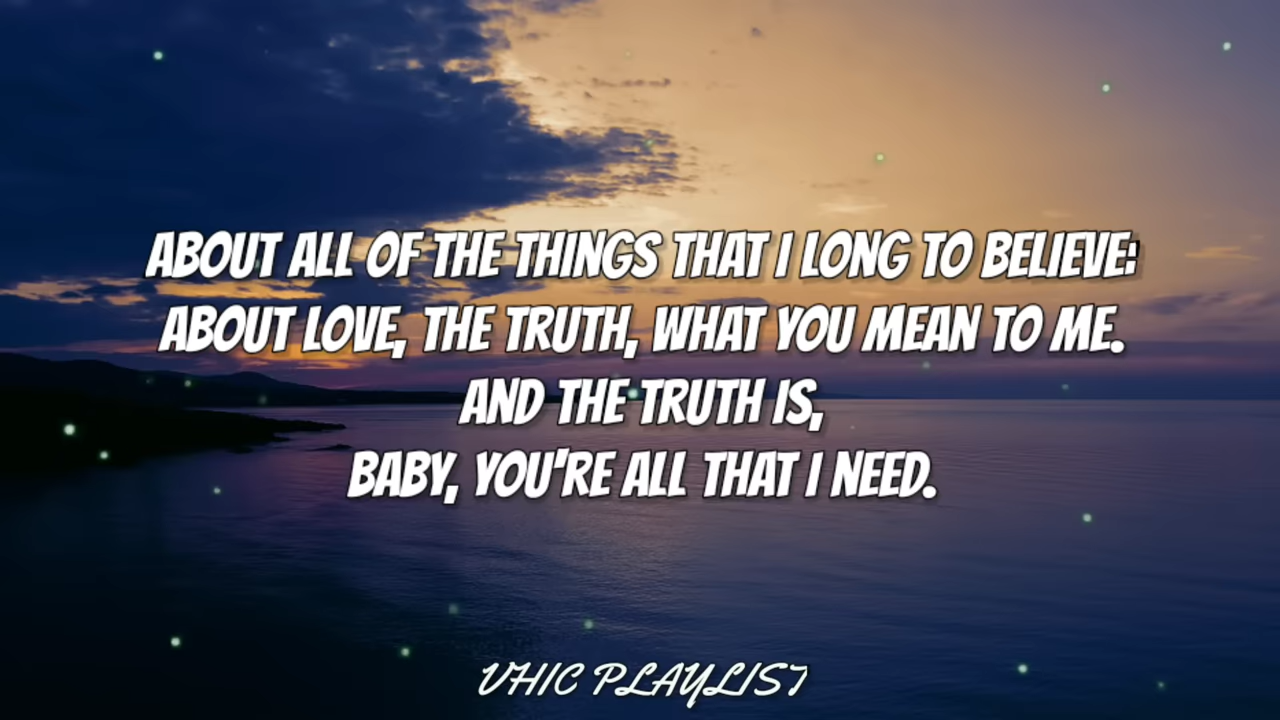 ABOUT ALL OF THE THINGS THAT I LONG TO BELIEVE:
ABOUT LOVE, THE TRUTH, WHAT YOU MEAN TO ME.
AND THE TRUTH IS,
BABY, YOU'RE ALL THAT I NEED.
VHIC PLAYLIST